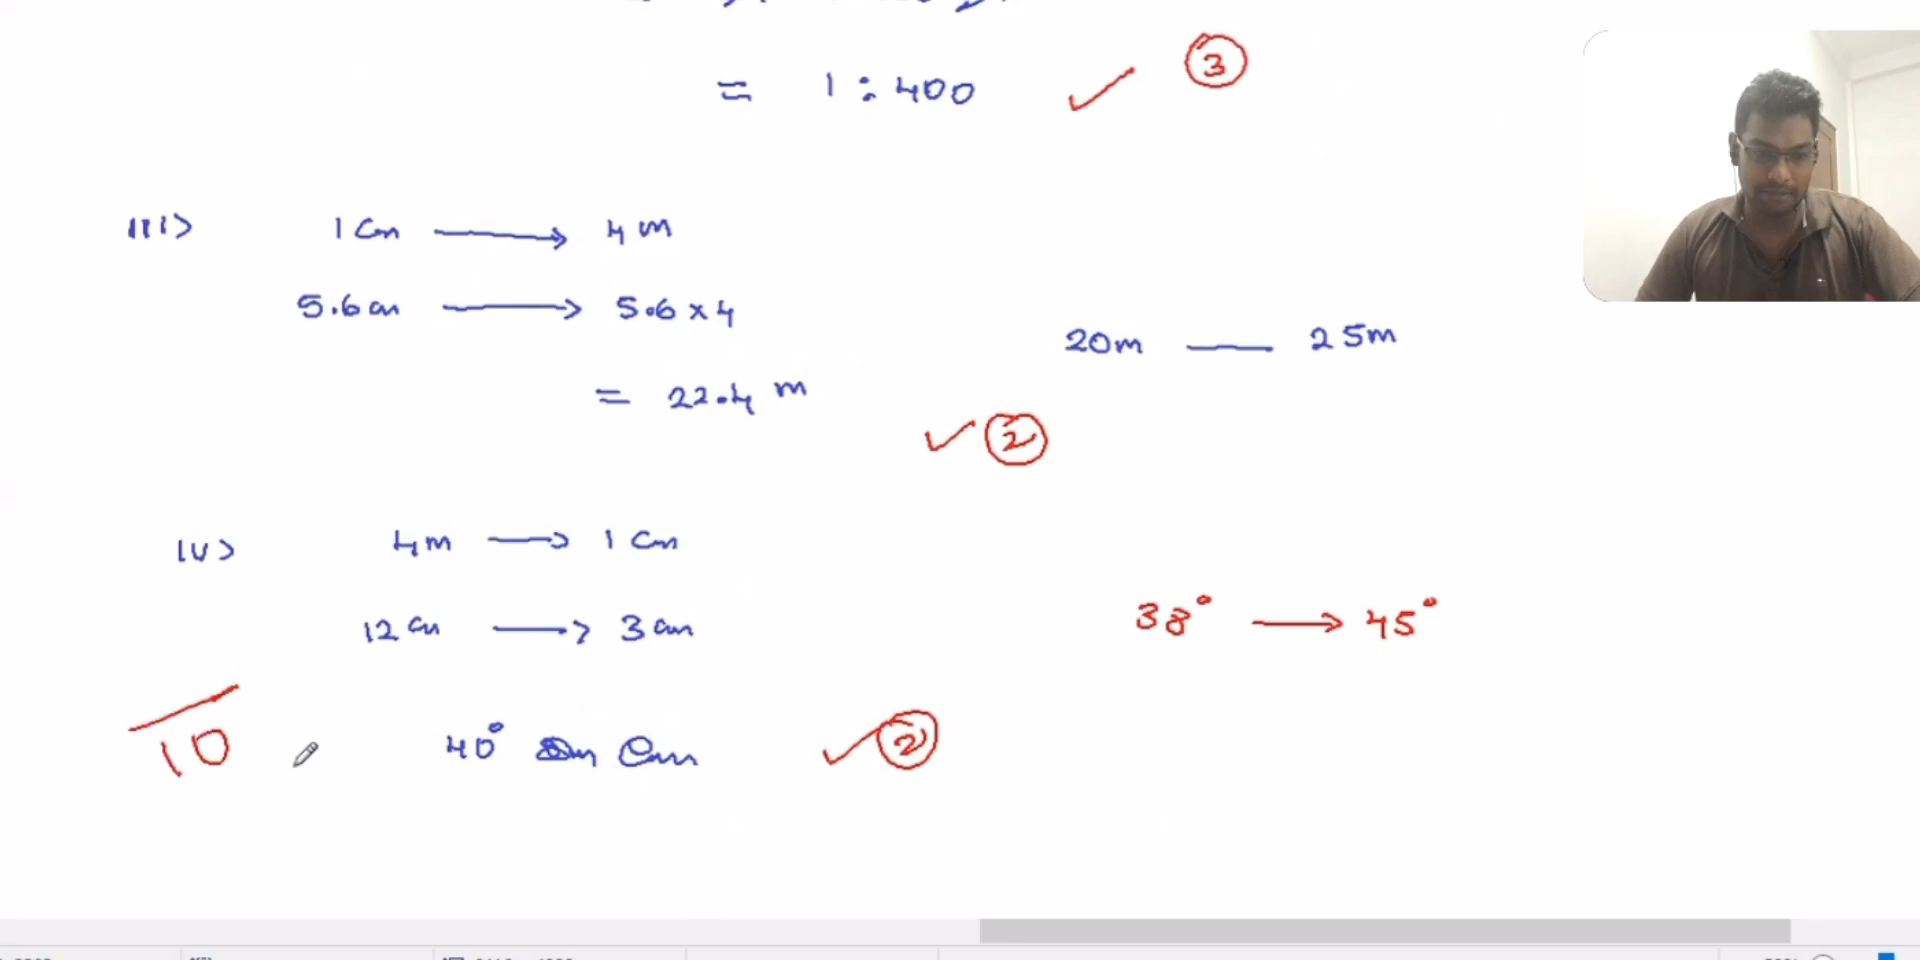 = 1 : 400 ✓ 3
iii> 1 cm → 4 m
5.6 cm → 5.6 × 4
20m — 25m
= 22.4 m
✓ 2
iv> 4m → 1 cm
12 cm → 3 cm
38° → 45°
10
40° ✓ 2